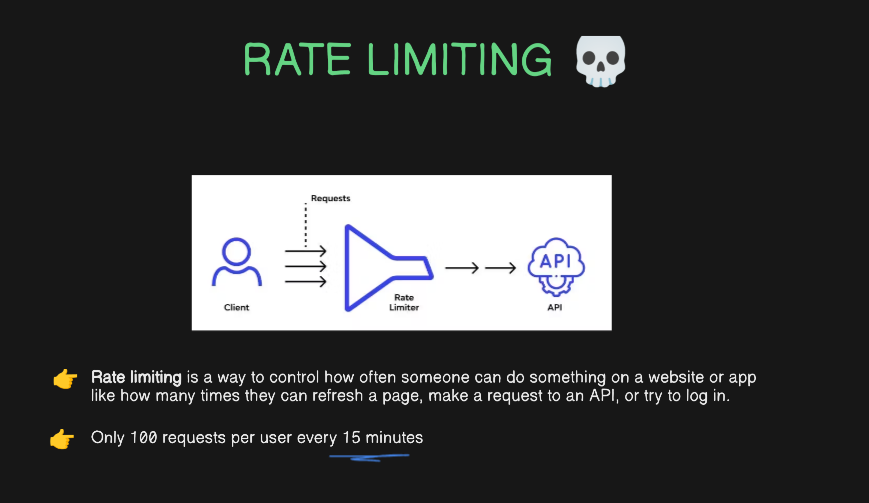 RATE LIMITING
Requests
API
Client
Rate
Limiter
API
Rate limiting is a way to control how often someone can do something on a website or app
like how many times they can refresh a page, make a request to an API, or try to log in.
Only 100 requests per user every 15 minutes